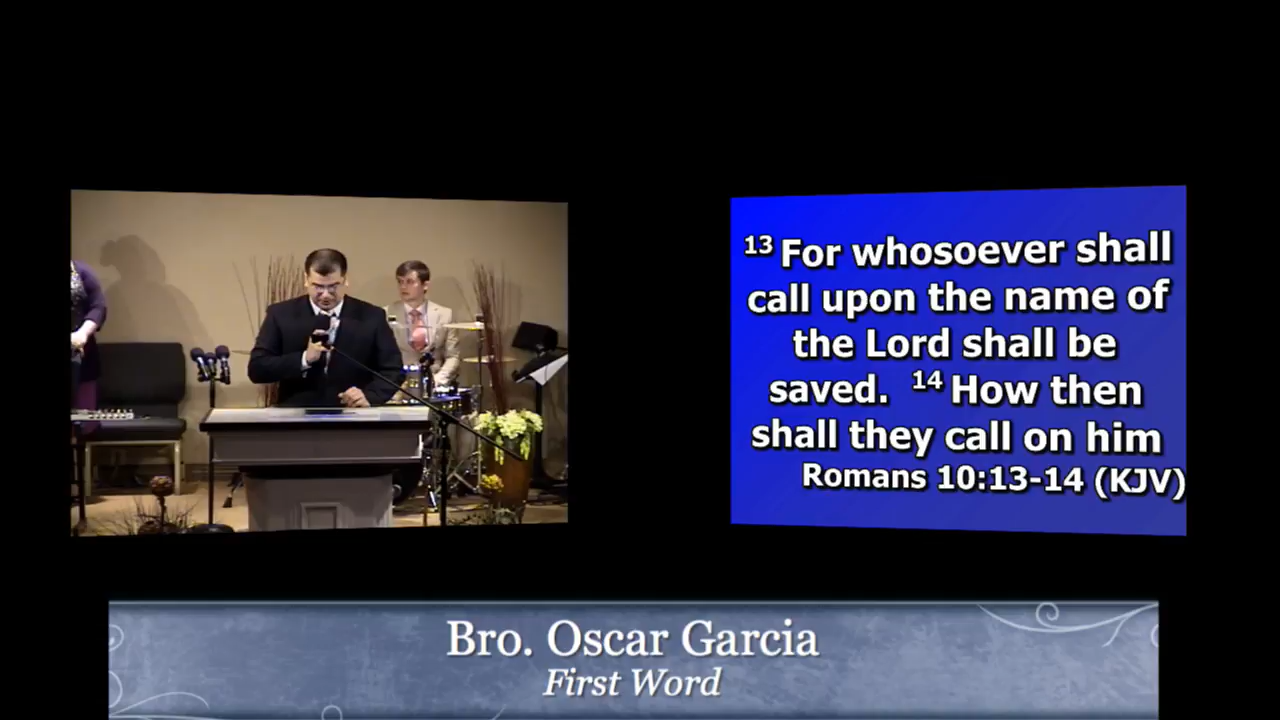 13 For whosoever shall
call upon the name of
the Lord shall be
saved. 14 How then
shall they call on him
Romans 10:13-14 (KJV)
Bro. Oscar Garcia
First Word